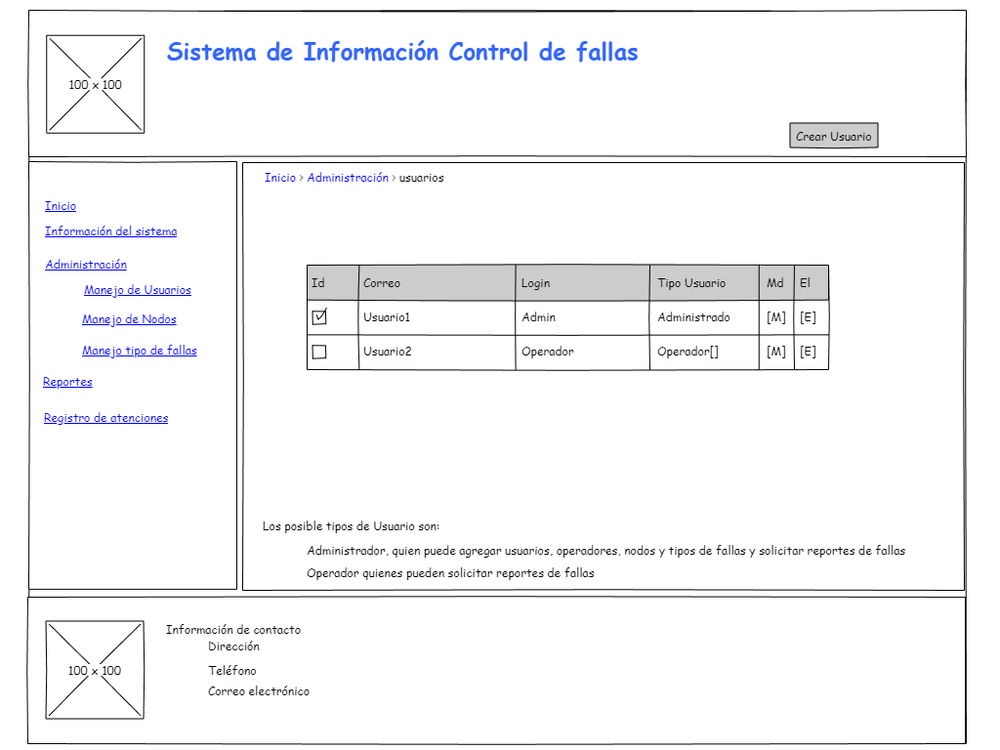 Sistema de Información Control de fallas
100 x 100
Crear Usuario
Inicio > Administración > usuarios
Inicio
Información del sistema
Administración
Manejo de Usuarios
Manejo de Nodos
Manejo tipo de fallas
Reportes
Registro de atenciones
Id Correo Login Tipo Usuario Md El
Usuario1 Admin Administrado [M] [E]
Usuario2 Operador Operador[] [M] [E]
Los posible tipos de Usuario son:
Administrador, quien puede agregar usuarios, operadores, nodos y tipos de fallas y solicitar reportes de fallas
Operador quienes pueden solicitar reportes de fallas
100 x 100
Información de contacto
Dirección
Teléfono
Correo electrónico